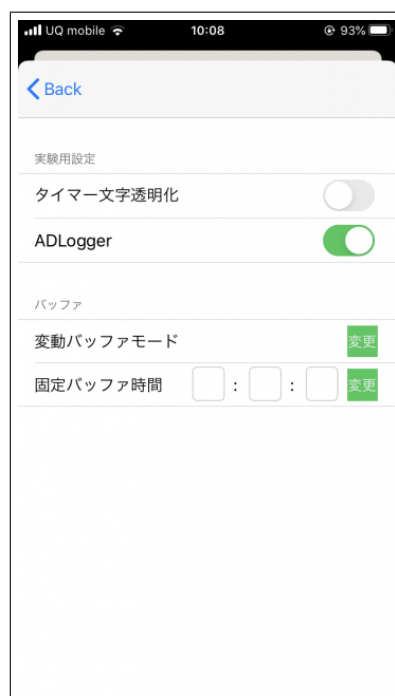 UQ mobile 10:08 93%
Back
実験用設定
タイマー文字透明化
ADLogger
バッファ
変動バッファモード 変更
固定バッファ時間 : : 変更